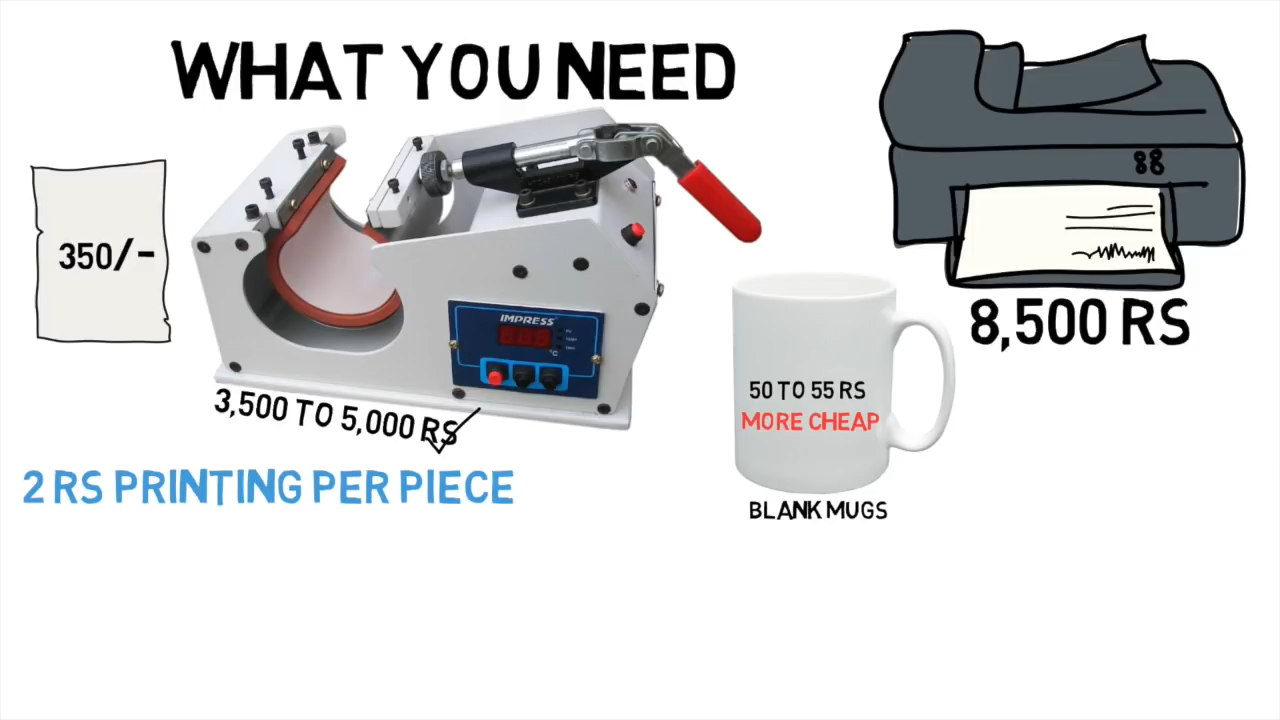 WHAT YOU NEED
350/-
IMPRESS
°C
3,500 TO 5,000 RS
8,500 RS
50 TO 55 RS
MORE CHEAP
BLANK MUGS
2 RS PRINTING PER PIECE